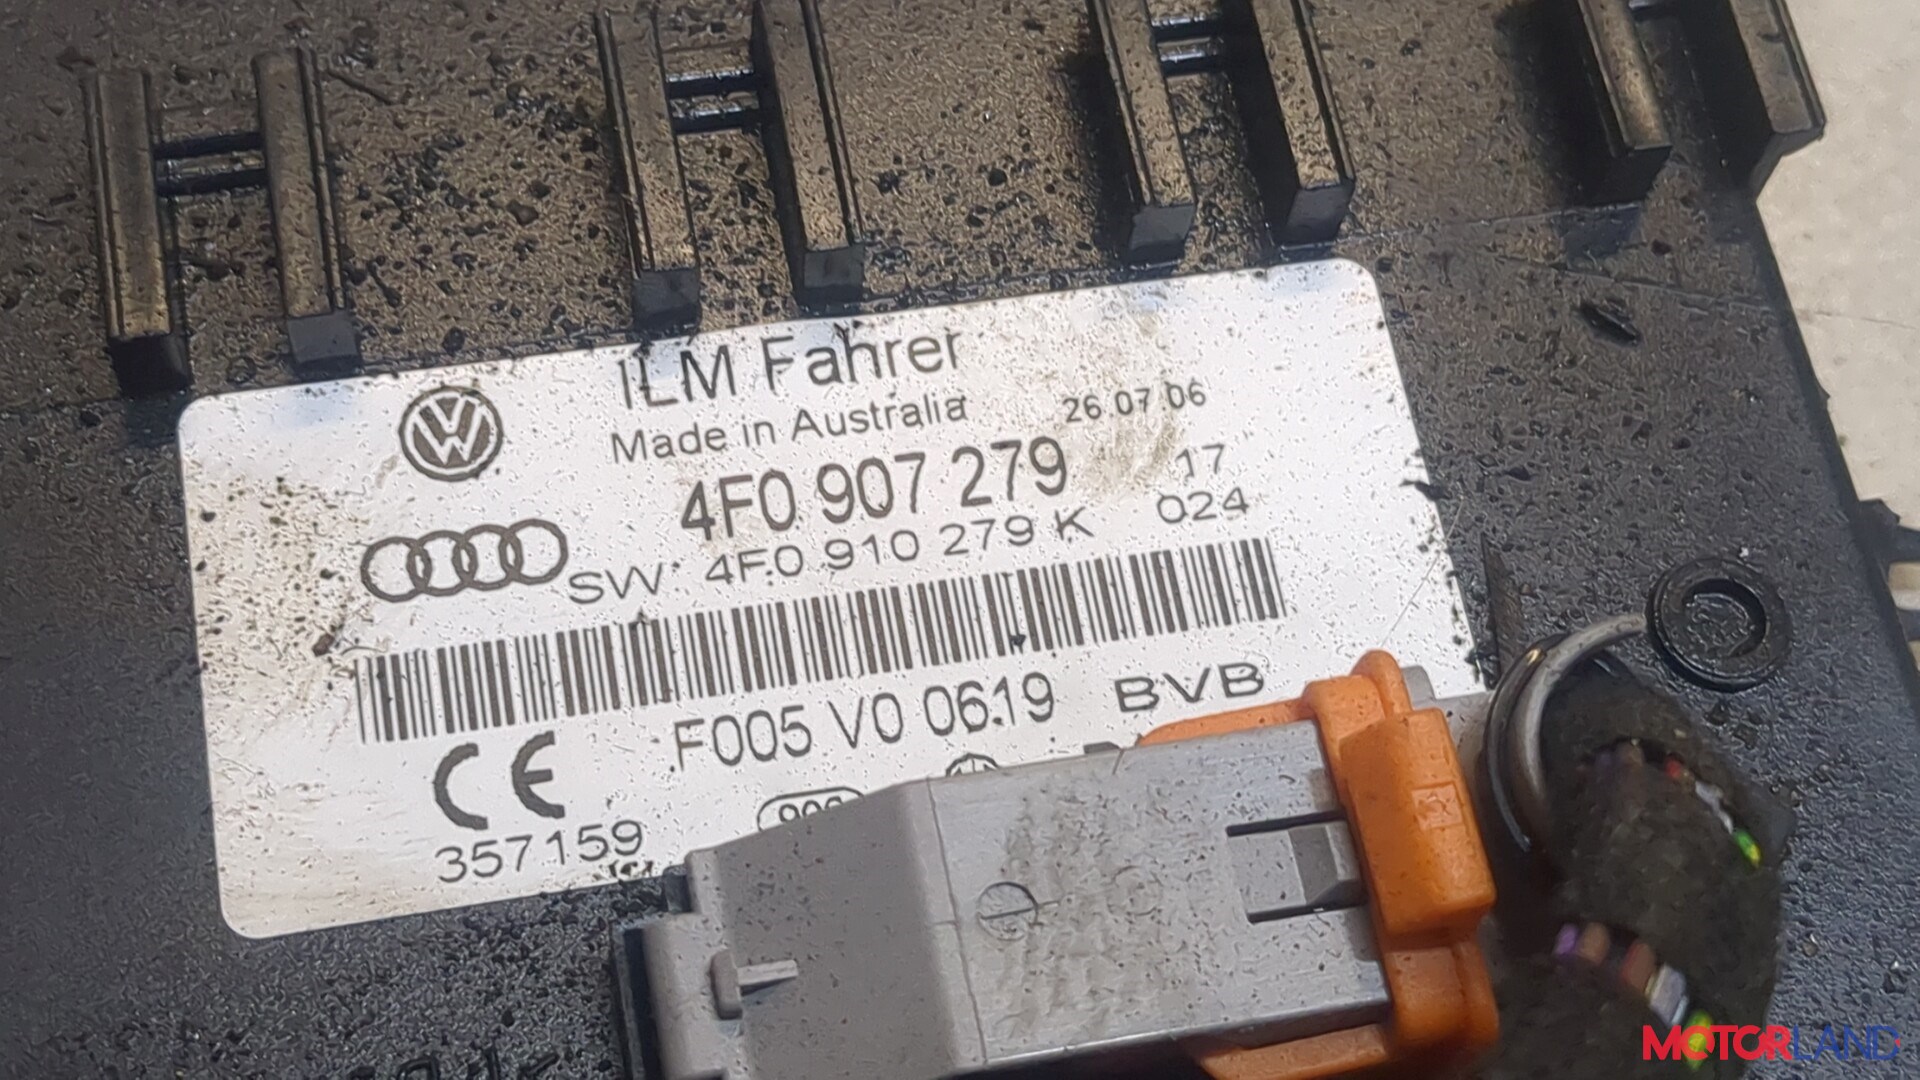 ILM Fahrer
Made in Australia 26 07 06
4F0 907 279 17
SW: 4F0 910 279 K 024
F005 V0 0619 BVB
CE
357159
MOTORLAND